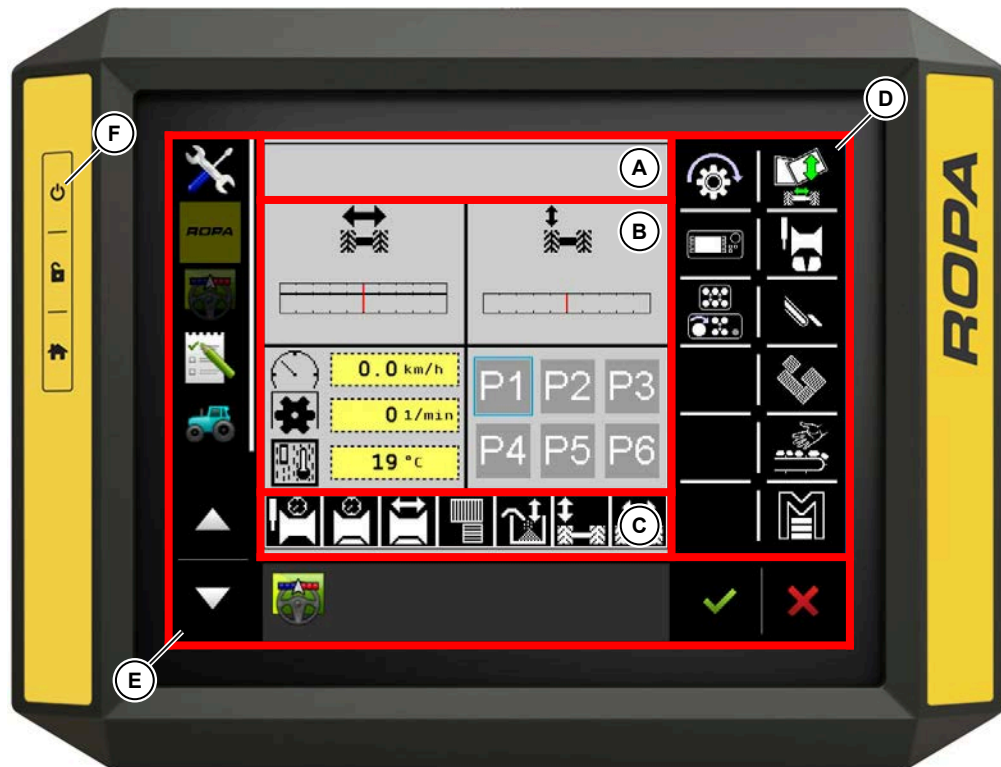 ROPA
D
F
A
B
ROPA
0.0 km/h
0 1/min
19 °C
P1 P2 P3
P4 P5 P6
C
E